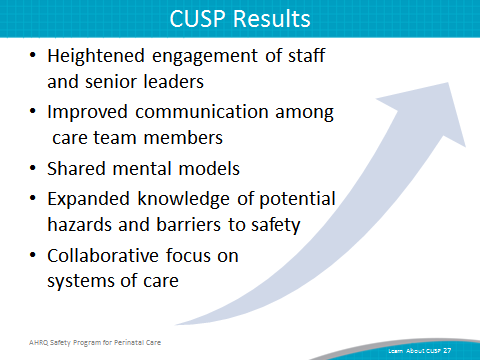 CUSP Results
• Heightened engagement of staff
and senior leaders
• Improved communication among
care team members
• Shared mental models
• Expanded knowledge of potential
hazards and barriers to safety
• Collaborative focus on
systems of care
AHRQ Safety Program for Perinatal Care
Learn About CUSP 27